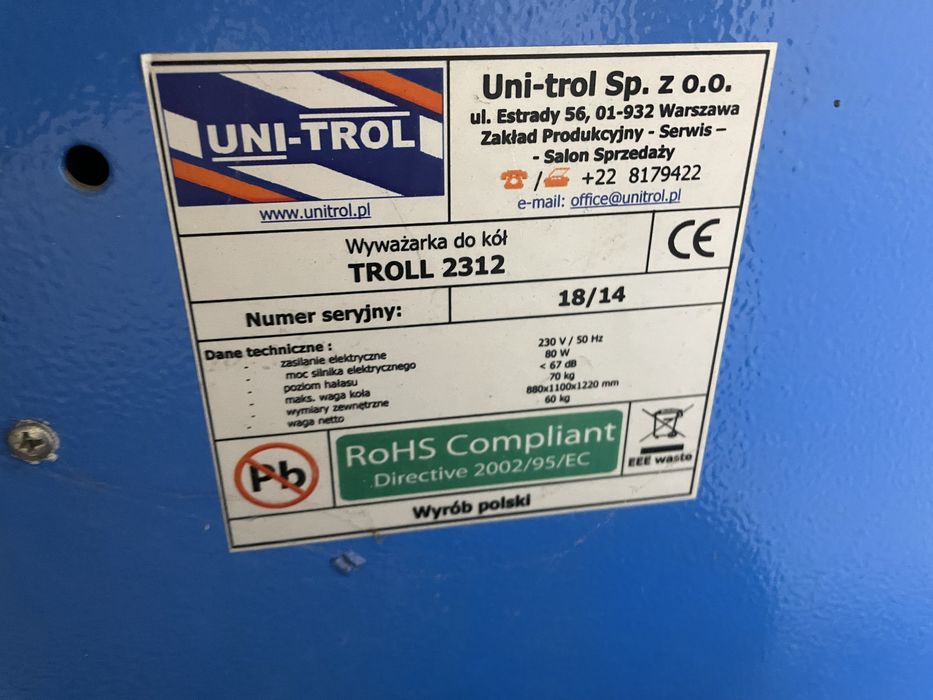 UNI-TROL
www.unitrol.pl
Uni-trol Sp. z o.o.
ul. Estrady 56, 01-932 Warszawa
Zakład Produkcyjny - Serwis –
- Salon Sprzedaży
☎ / 📠 +22 8179422
e-mail: office@unitrol.pl
Wyważarka do kół
TROLL 2312
CE
Numer seryjny:
18/14
Dane techniczne :
- zasilanie elektryczne 230 V / 50 Hz
- moc silnika elektrycznego 80 W
- poziom hałasu < 67 dB
- maks. waga koła 70 kg
- wymiary zewnętrzne 880x1100x1220 mm
- waga netto 60 kg
Pb
RoHS Compliant
Directive 2002/95/EC
EEE waste
Wyrób polski